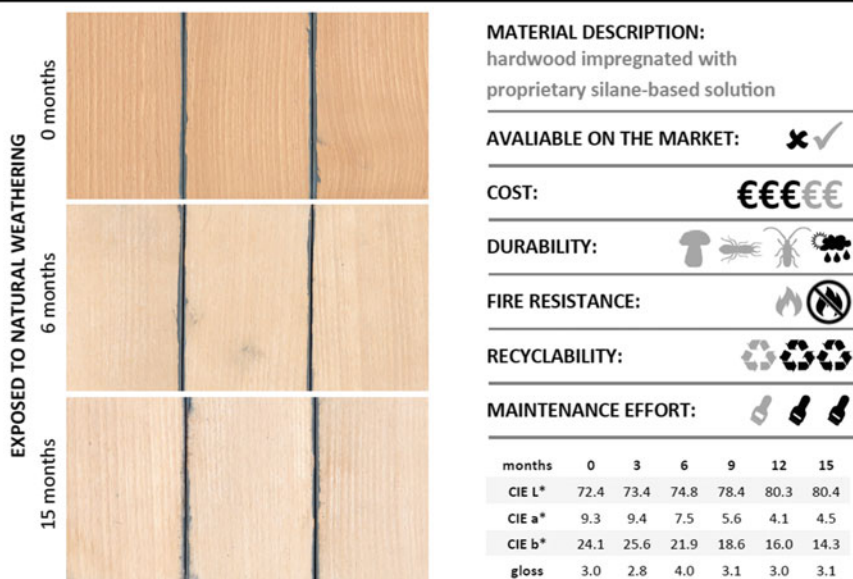 EXPOSED TO NATURAL WEATHERING
0 months
6 months
15 months
MATERIAL DESCRIPTION:
hardwood impregnated with
proprietary silane-based solution
AVALIABLE ON THE MARKET:
COST: €€€€€
DURABILITY:
FIRE RESISTANCE:
RECYCLABILITY:
MAINTENANCE EFFORT:
months 0 3 6 9 12 15
CIE L* 72.4 73.4 74.8 78.4 80.3 80.4
CIE a* 9.3 9.4 7.5 5.6 4.1 4.5
CIE b* 24.1 25.6 21.9 18.6 16.0 14.3
gloss 3.0 2.8 4.0 3.1 3.0 3.1